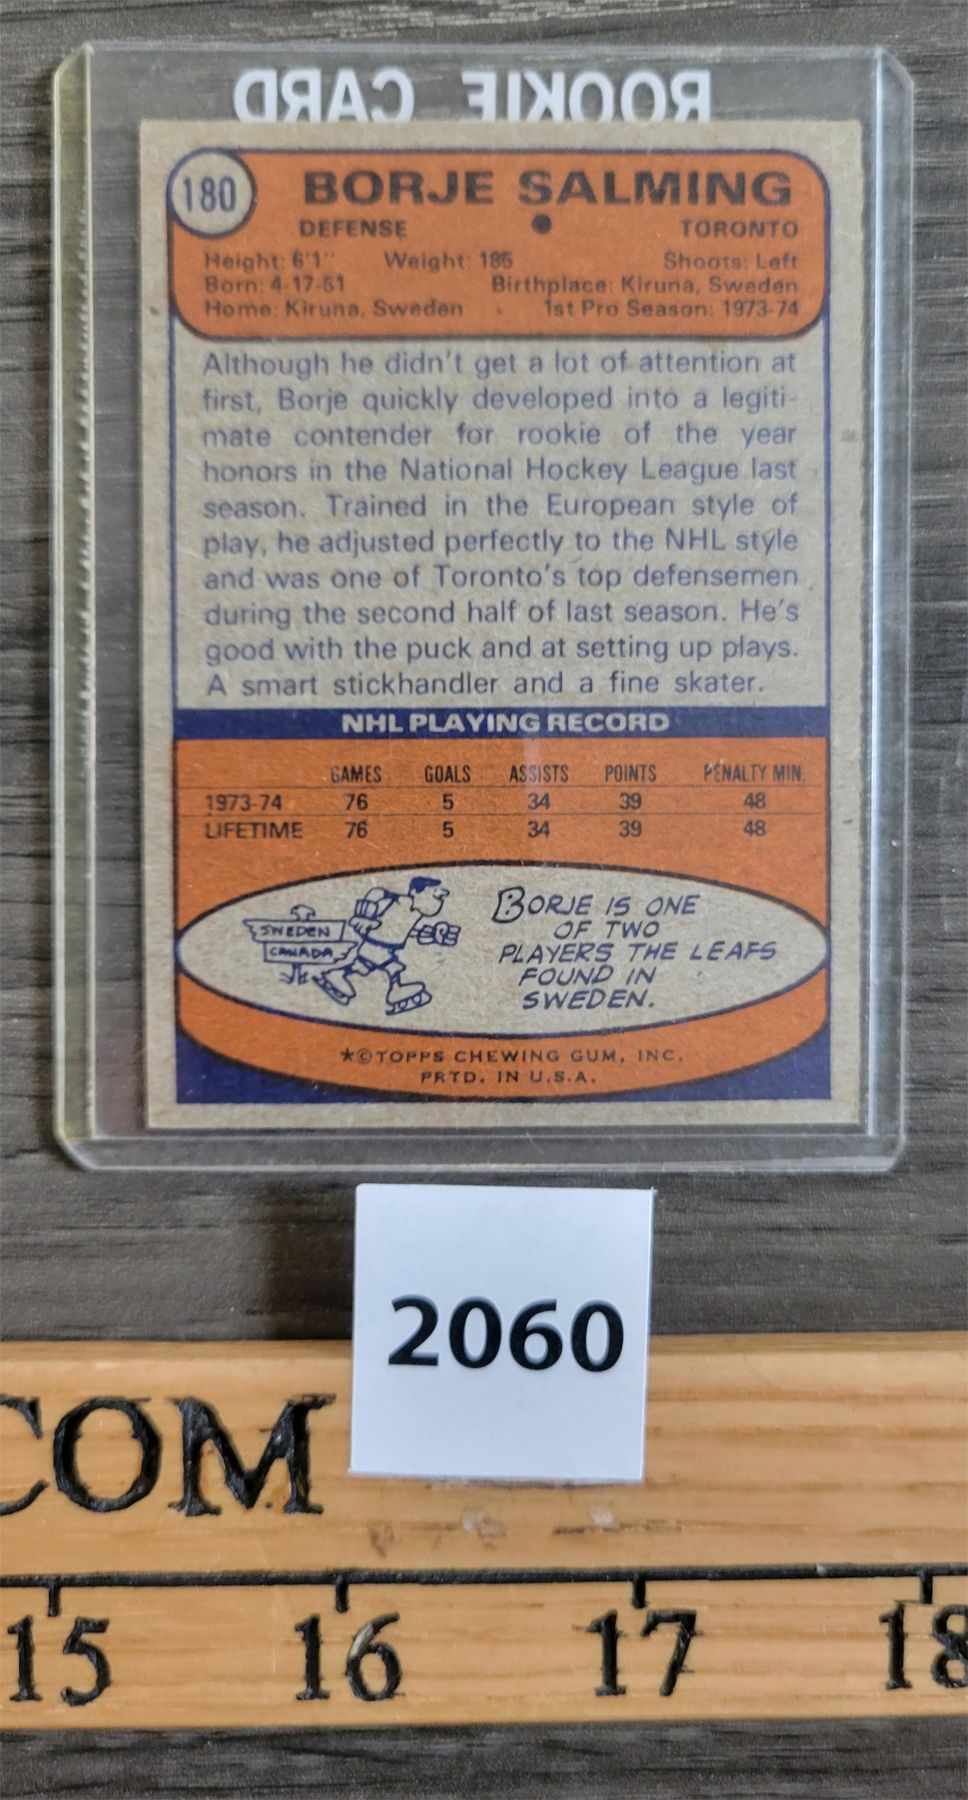 ROOKIE CARD
180
BORJE SALMING
DEFENSE TORONTO
Height: 6'1" Weight: 185 Shoots: Left
Born: 4-17-51 Birthplace: Kiruna, Sweden
Home: Kiruna, Sweden 1st Pro Season: 1973-74
Although he didn't get a lot of attention at
first, Borje quickly developed into a legiti-
mate contender for rookie of the year
honors in the National Hockey League last
season. Trained in the European style of
play, he adjusted perfectly to the NHL style
and was one of Toronto's top defensemen
during the second half of last season. He's
good with the puck and at setting up plays.
A smart stickhandler and a fine skater.
NHL PLAYING RECORD
GAMES GOALS ASSISTS POINTS PENALTY MIN.
1973-74 76 5 34 39 48
LIFETIME 76 5 34 39 48
SWEDEN
CANADA
BORJE IS ONE
OF TWO
PLAYERS THE LEAFS
FOUND IN
SWEDEN.
*©TOPPS CHEWING GUM, INC.
PRTD. IN U.S.A.
2060
COM
15 16 17 18